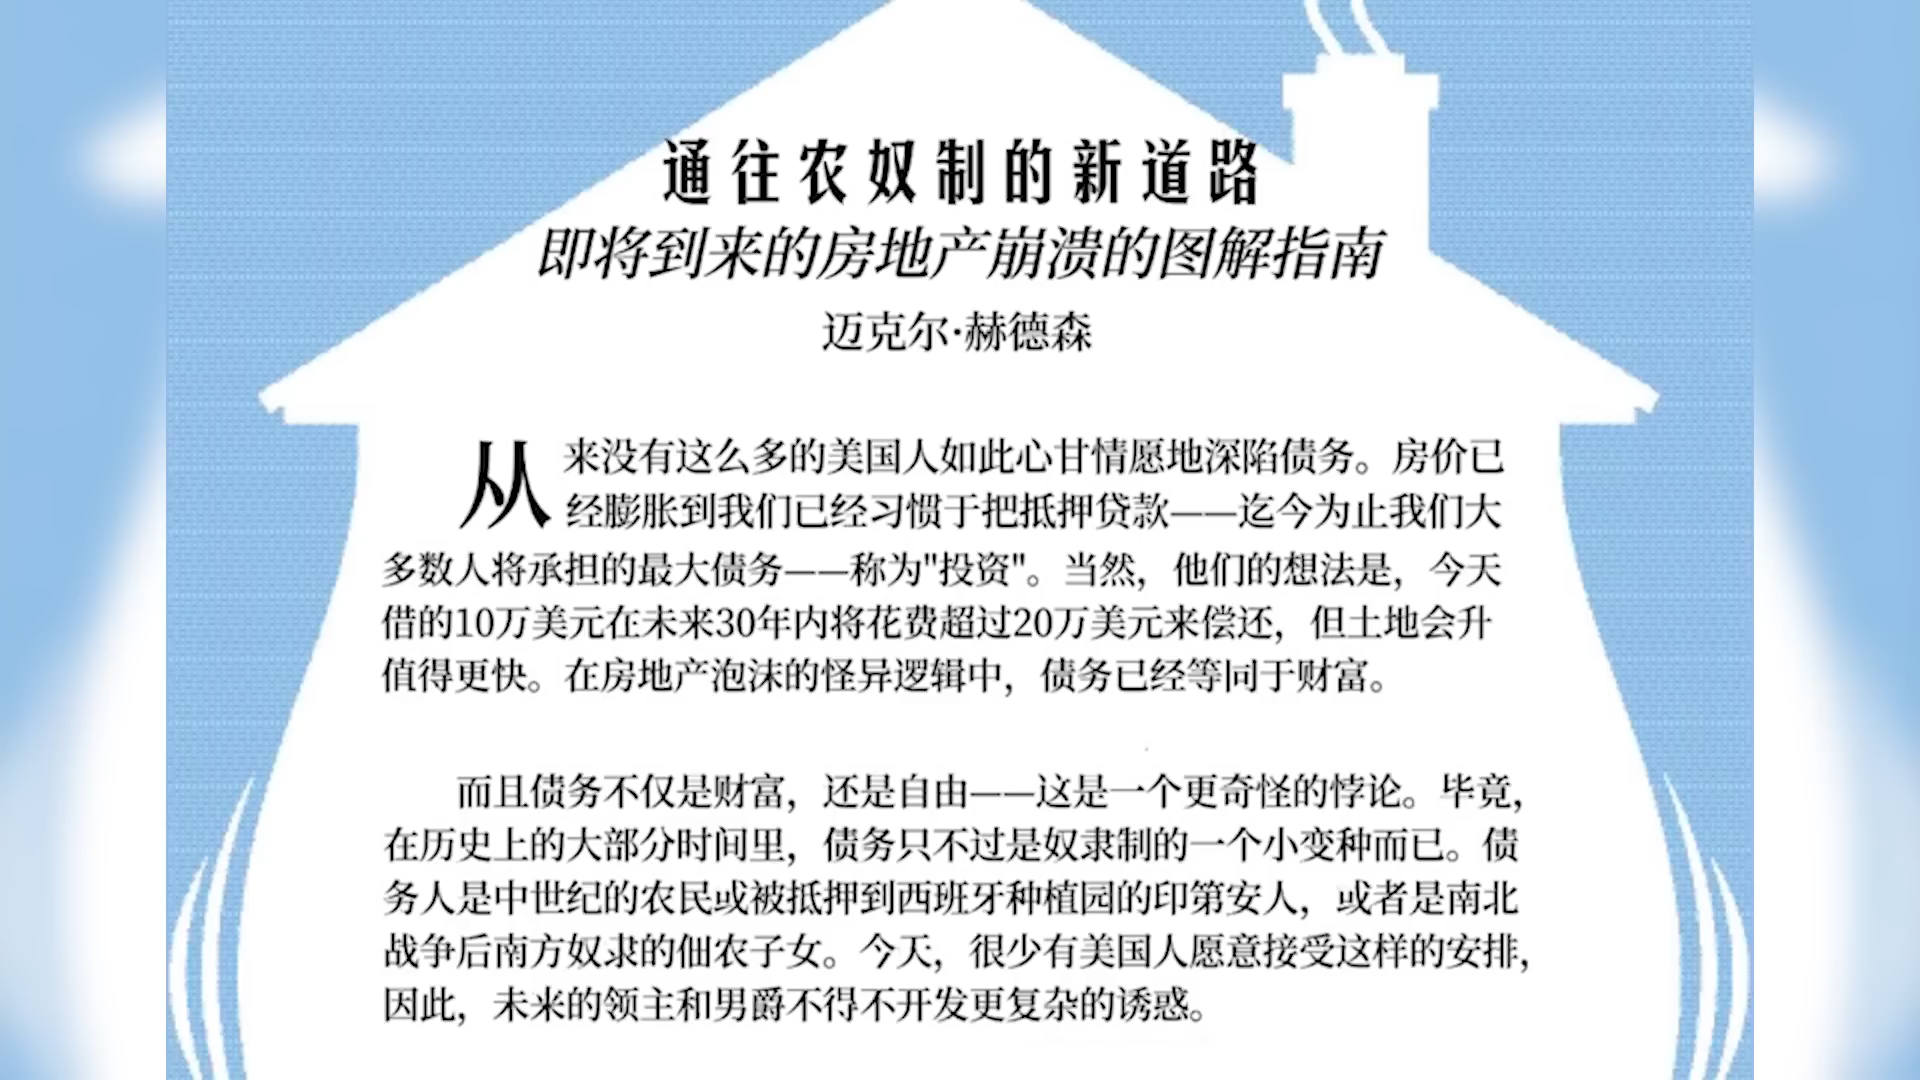 通往农奴制的新道路
即将到来的房地产崩溃的图解指南
迈克尔·赫德森
从来没有这么多的美国人如此心甘情愿地深陷债务。房价已
经膨胀到我们已经习惯于把抵押贷款——迄今为止我们大
多数人将承担的最大债务——称为"投资"。当然，他们的想法是，今天
借的10万美元在未来30年内将花费超过20万美元来偿还，但土地会升
值得更快。在房地产泡沫的怪异逻辑中，债务已经等同于财富。
而且债务不仅是财富，还是自由——这是一个更奇怪的悖论。毕竟，
在历史上的大部分时间里，债务只不过是奴隶制的一个小变种而已。债
务人是中世纪的农民或被抵押到西班牙种植园的印第安人，或者是南北
战争后南方奴隶的佃农子女。今天，很少有美国人愿意接受这样的安排，
因此，未来的领主和男爵不得不开发更复杂的诱惑。